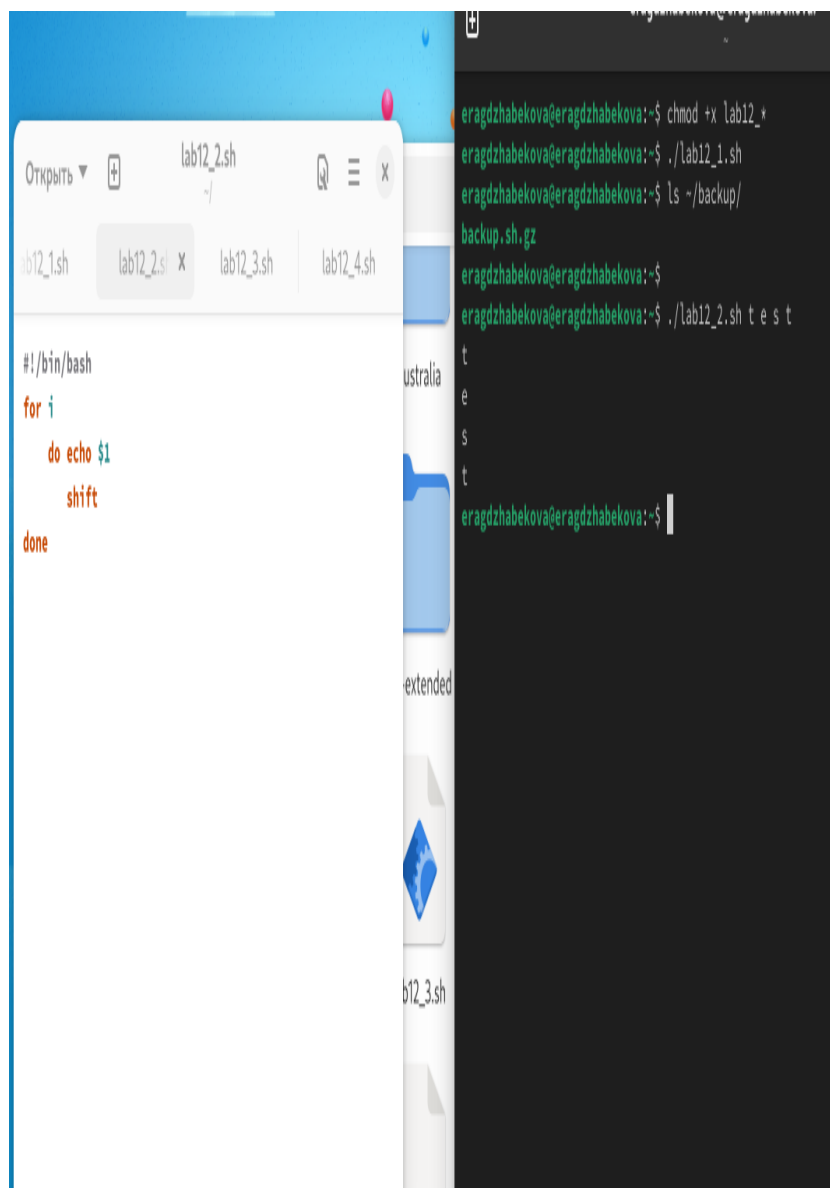 Открыть
lab12_2.sh
~/
ab12_1.sh
lab12_2.s
lab12_3.sh
lab12_4.sh
#!/bin/bash
for i
do echo $1
shift
done
ustralia
-extended
b12_3.sh
~
eragdzhabekova@eragdzhabekova:~$ chmod +x lab12_*
eragdzhabekova@eragdzhabekova:~$ ./lab12_1.sh
eragdzhabekova@eragdzhabekova:~$ ls ~/backup/
backup.sh.gz
eragdzhabekova@eragdzhabekova:~$
eragdzhabekova@eragdzhabekova:~$ ./lab12_2.sh t e s t
t
e
s
t
eragdzhabekova@eragdzhabekova:~$